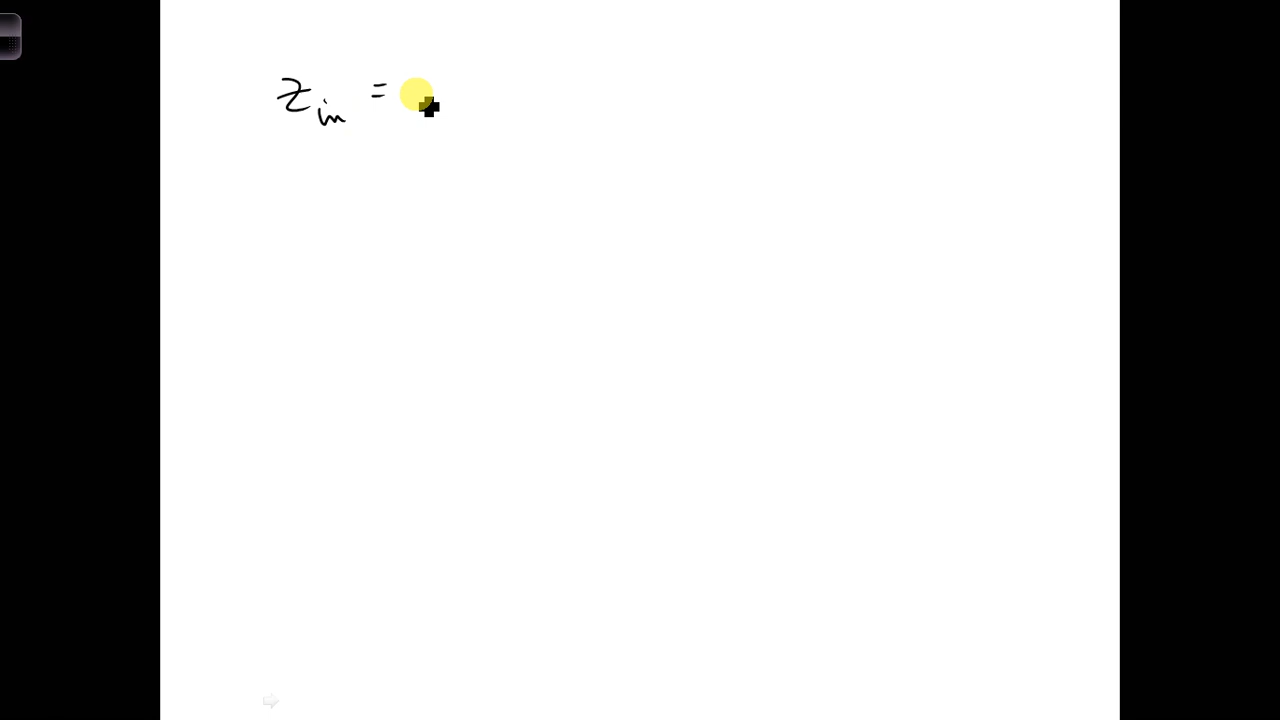 Z_in =